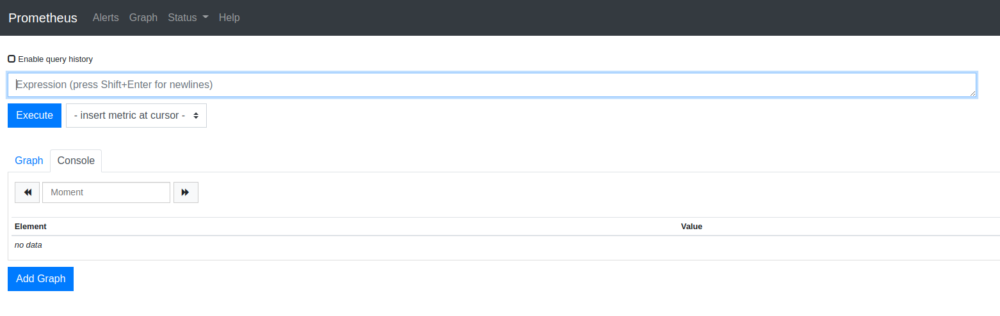 Prometheus Alerts Graph Status Help
Enable query history
Expression (press Shift+Enter for newlines)
Execute - insert metric at cursor -
Graph Console
Moment
Element Value
no data
Add Graph